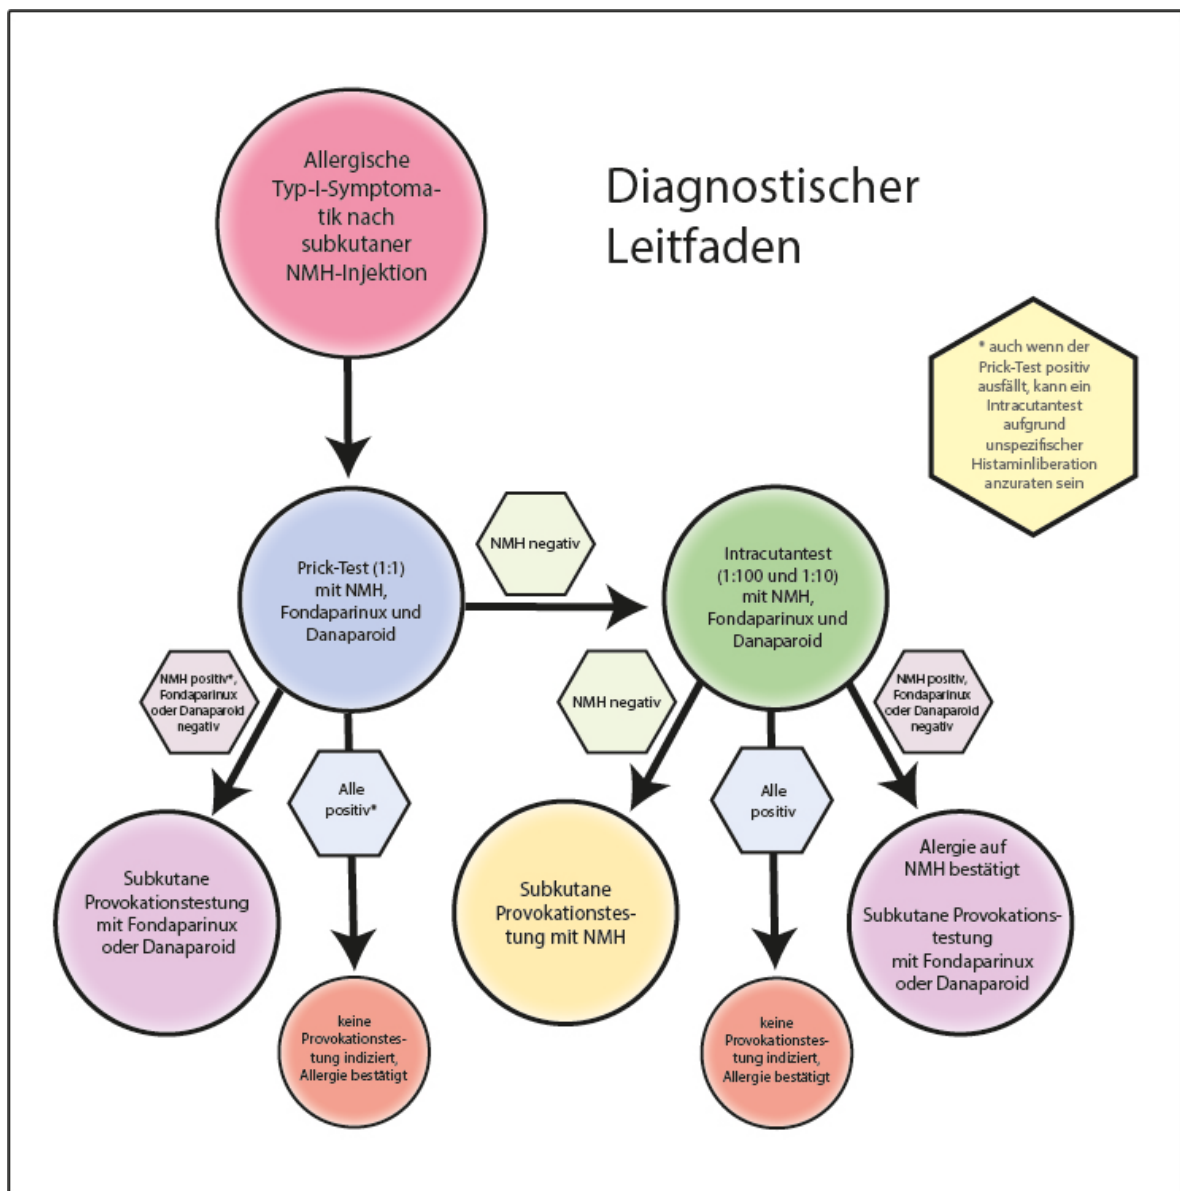 Allergische
Typ-I-Symptoma-
tik nach
subkutaner
NMH-Injektion
Diagnostischer
Leitfaden
* auch wenn der
Prick-Test positiv
ausfällt, kann ein
Intracutantest
aufgrund
unspezifischer
Histaminliberation
anzuraten sein
Prick-Test (1:1)
mit NMH,
Fondaparinux und
Danaparoid
NMH negativ
Intracutantest
(1:100 und 1:10)
mit NMH,
Fondaparinux und
Danaparoid
NMH positiv*,
Fondaparinux
oder Danaparoid
negativ
Alle
positiv*
NMH negativ
Alle
positiv
NMH positiv,
Fondaparinux
oder Danaparoid
negativ
Subkutane
Provokationstestung
mit Fondaparinux
oder Danaparoid
keine
Provokationstes-
tung indiziert,
Allergie bestätigt
Subkutane
Provokationstes-
tung mit NMH
keine
Provokationstes-
tung indiziert,
Allergie bestätigt
Alergie auf
NMH bestätigt
Subkutane Provokations-
testung
mit Fondaparinux
oder Danaparoid